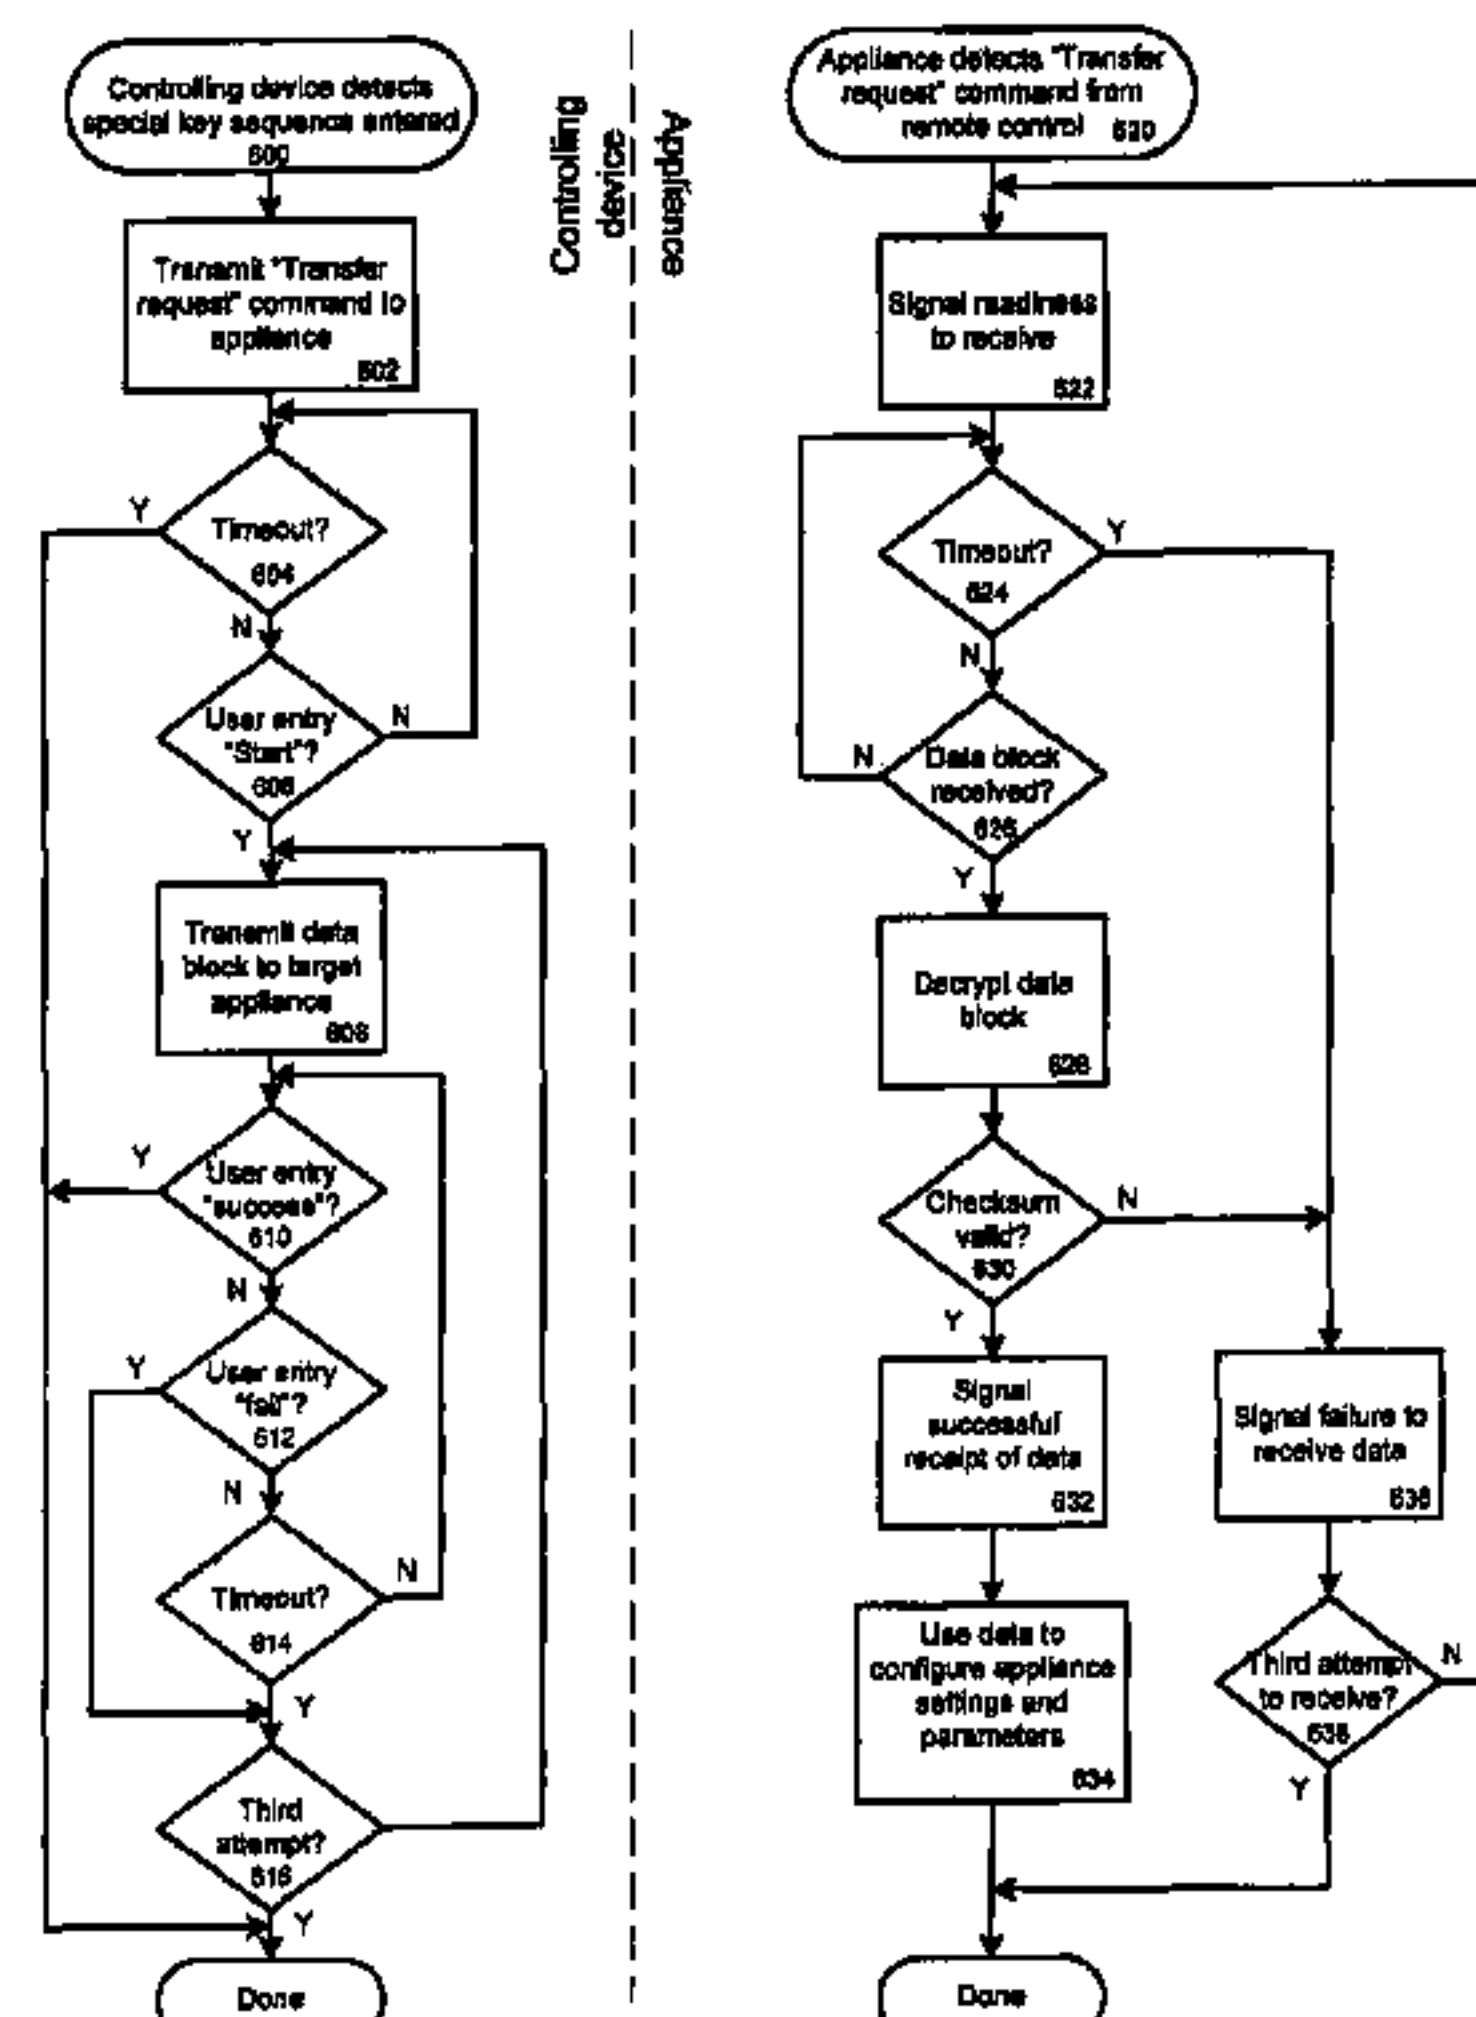 Controlling device detects
special key sequence entered
600
Transmit "Transfer
request" command to
appliance
602
Y
Timeout?
604
N
User entry
"Start"?
606
N
Y
Transmit data
block to target
appliance
608
Y
User entry
"success"?
610
N
Y
User entry
"fail"?
612
N
Timeout?
614
N
Y
Third
attempt?
616
Y
Done
Controlling
device
Appliance
Appliance detects "Transfer
request" command from
remote control 620
Signal readiness
to receive
622
Timeout?
624
Y
N
Data block
received?
626
N
Y
Decrypt data
block
628
Checksum
valid?
630
N
Y
Signal
successful
receipt of data
632
Signal failure to
receive data
636
Use data to
configure appliance
settings and
parameters
634
Third attempt
to receive?
638
N
Y
Done